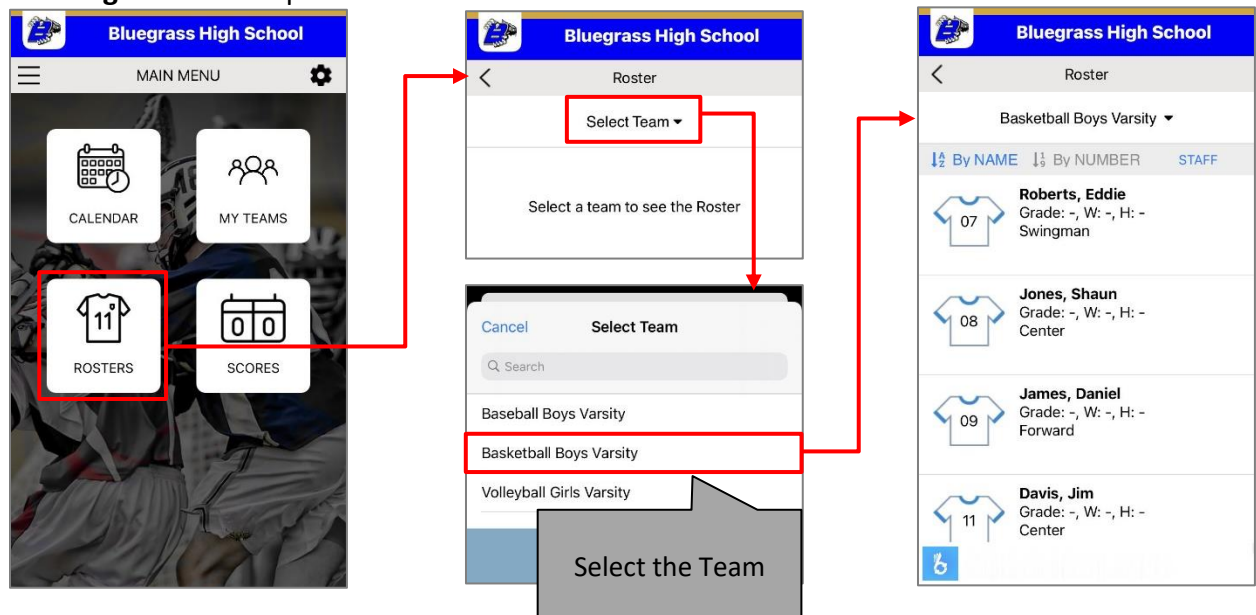 Bluegrass High School
MAIN MENU
CALENDAR
MY TEAMS
11
ROSTERS
0 0
SCORES
Bluegrass High School
Roster
Select Team
Select a team to see the Roster
Cancel
Select Team
Search
Baseball Boys Varsity
Basketball Boys Varsity
Volleyball Girls Varsity
Select the Team
Bluegrass High School
Roster
Basketball Boys Varsity
By NAME
By NUMBER
STAFF
07
Roberts, Eddie
Grade: -, W: -, H: -
Swingman
08
Jones, Shaun
Grade: -, W: -, H: -
Center
09
James, Daniel
Grade: -, W: -, H: -
Forward
11
Davis, Jim
Grade: -, W: -, H: -
Center